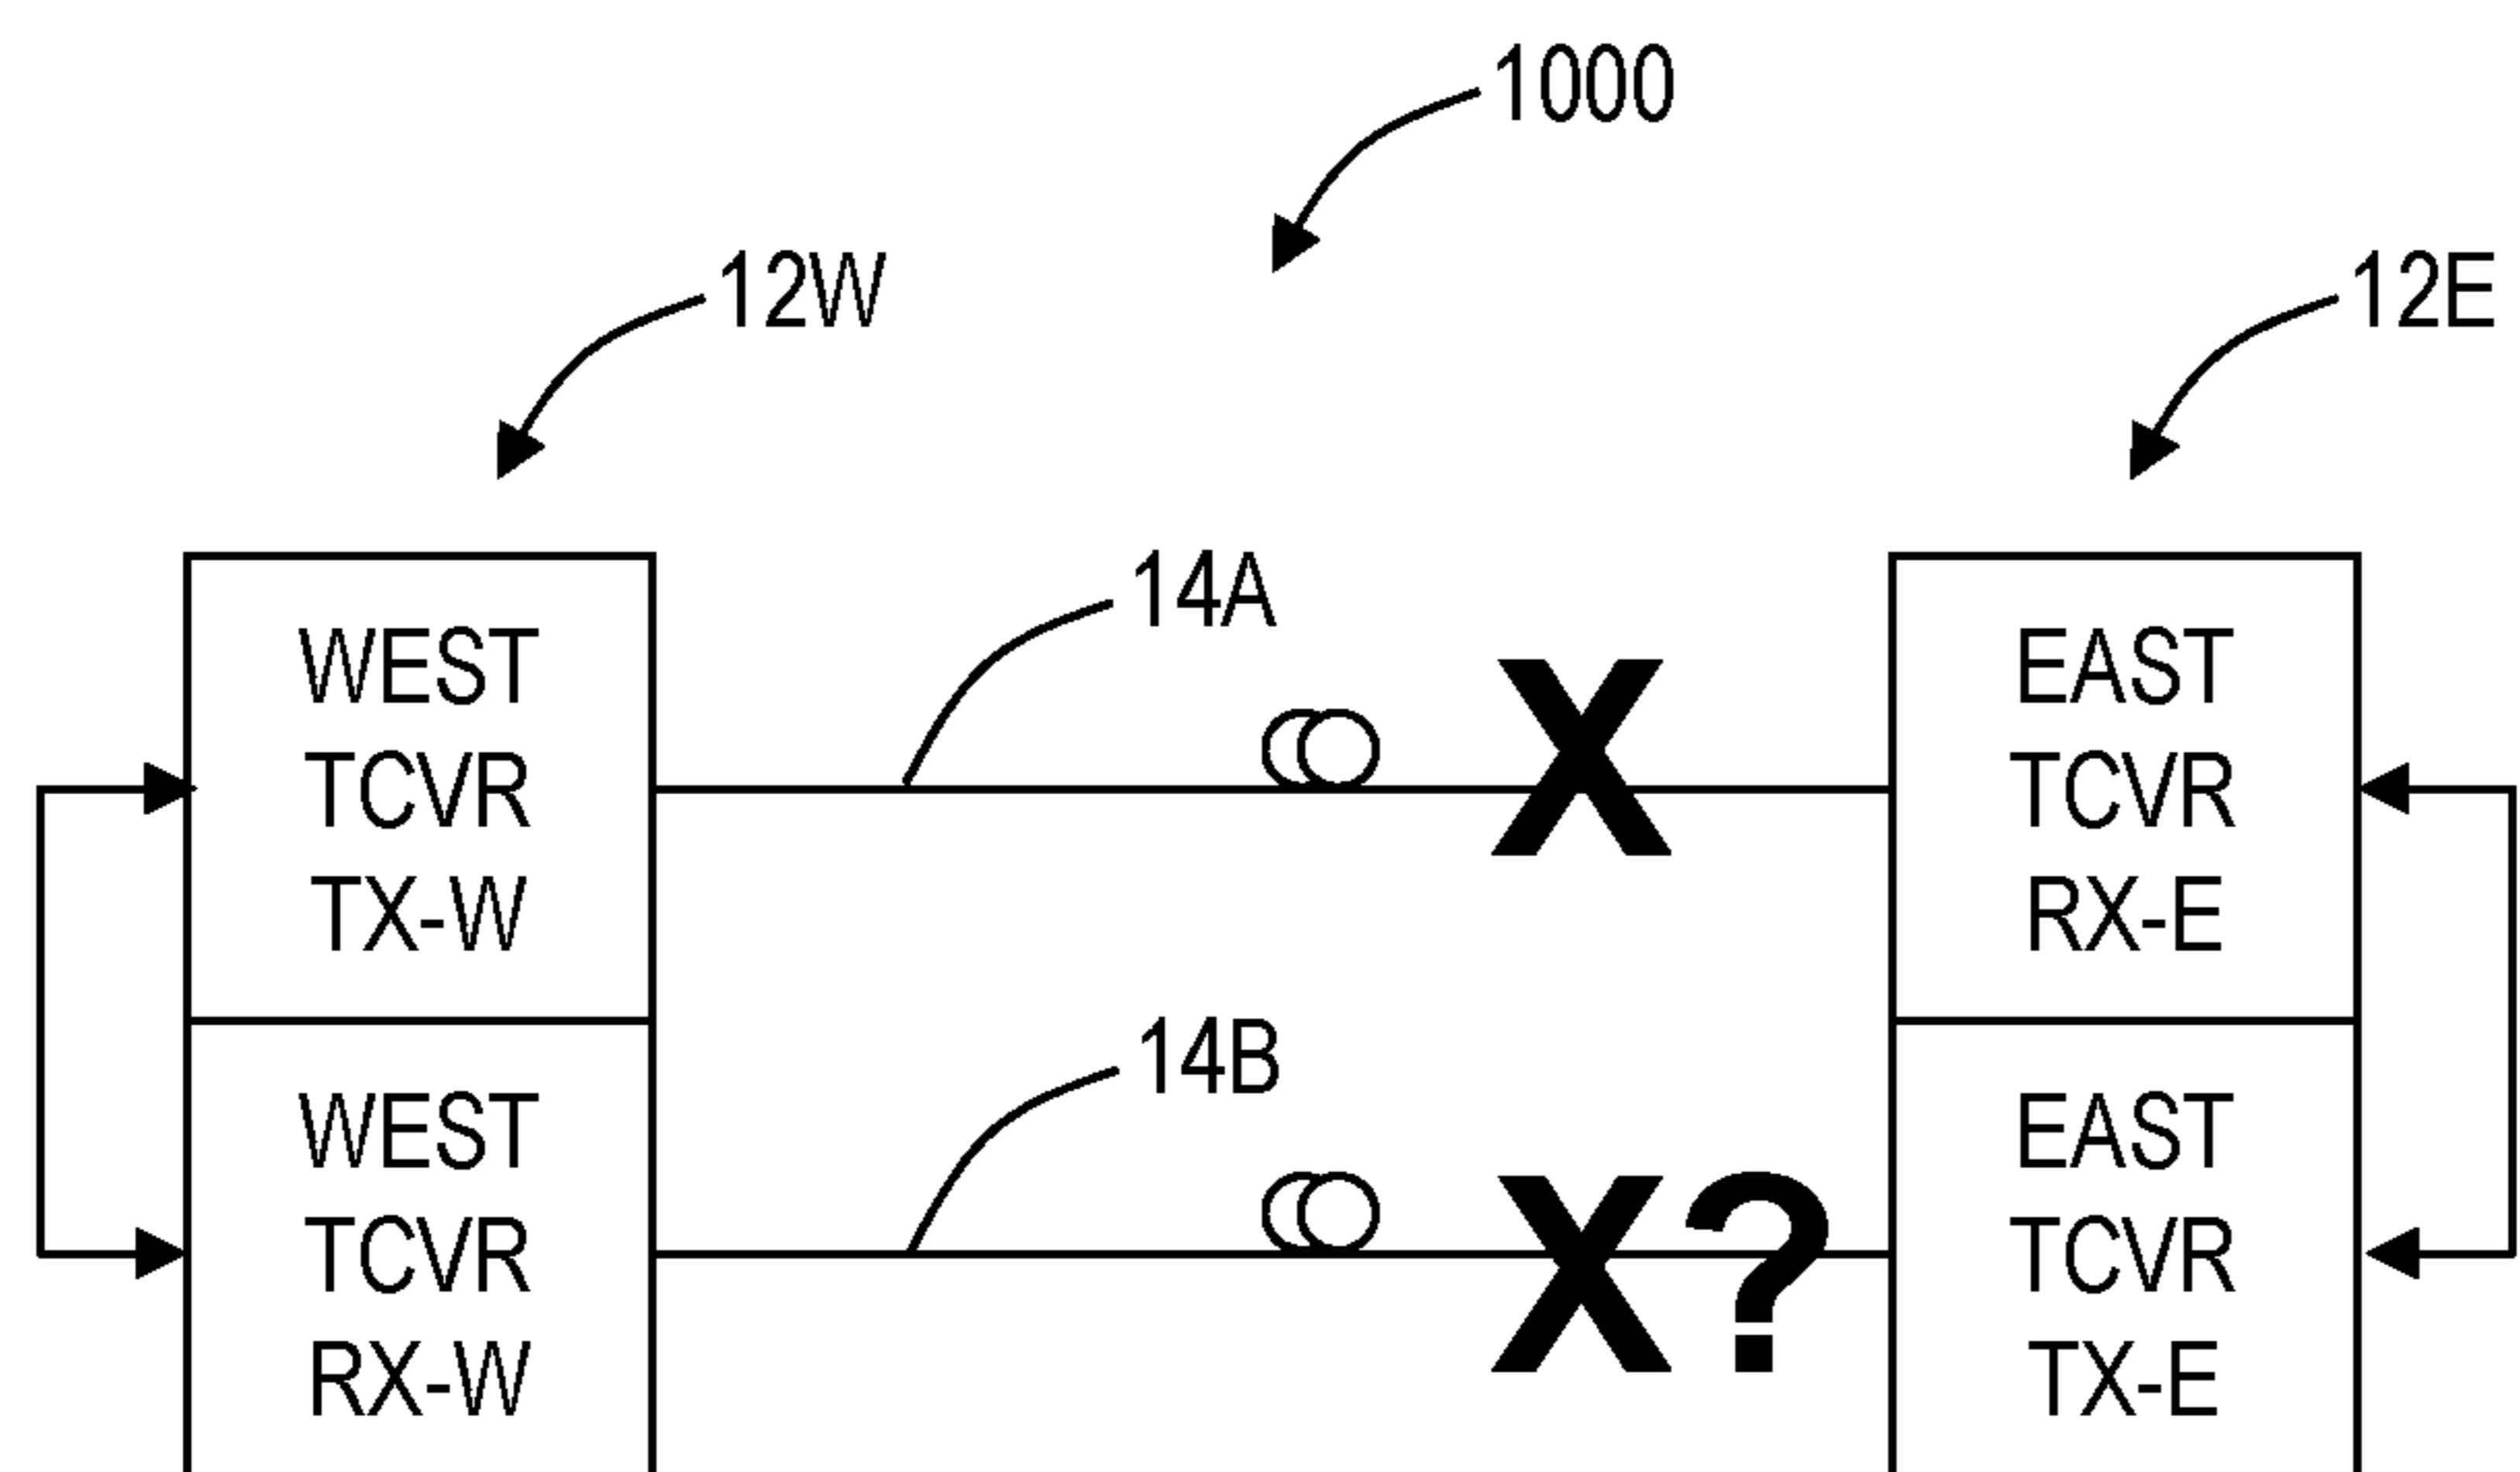 1000
12W
12E
14A
WEST
TCVR
TX-W
X
EAST
TCVR
RX-E
14B
WEST
TCVR
RX-W
X?
EAST
TCVR
TX-E